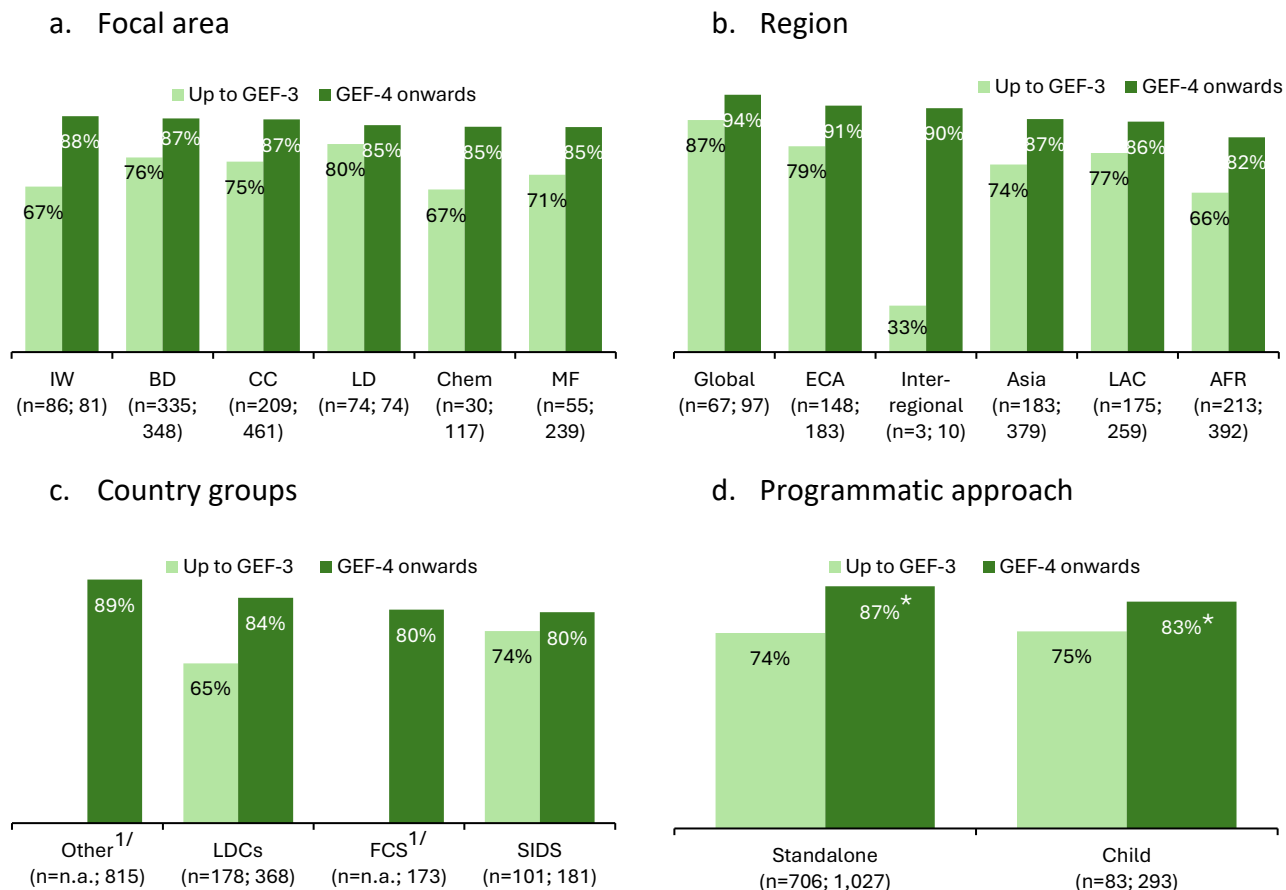 a. Focal area
Up to GEF-3 GEF-4 onwards
67% 88% 76% 87% 75% 87% 80% 85% 67% 85% 71% 85%
IW BD CC LD Chem MF
(n=86; 81) (n=335; (n=209; (n=74; 74) (n=30; (n=55;
348) 461) 117) 239)
b. Region
Up to GEF-3 GEF-4 onwards
87% 94% 79% 91% 33% 90% 74% 87% 77% 86% 66% 82%
Global ECA Inter- Asia LAC AFR
(n=67; 97) (n=148; regional (n=183; (n=175; (n=213;
183) (n=3; 10) 379) 259) 392)
c. Country groups
Up to GEF-3 GEF-4 onwards
89% 65% 84% 80% 74% 80%
Other1/ LDCs FCS1/ SIDS
(n=n.a.; 815) (n=178; 368) (n=n.a.; 173) (n=101; 181)
d. Programmatic approach
Up to GEF-3 GEF-4 onwards
74% 87%* 75% 83%*
Standalone Child
(n=706; 1,027) (n=83; 293)